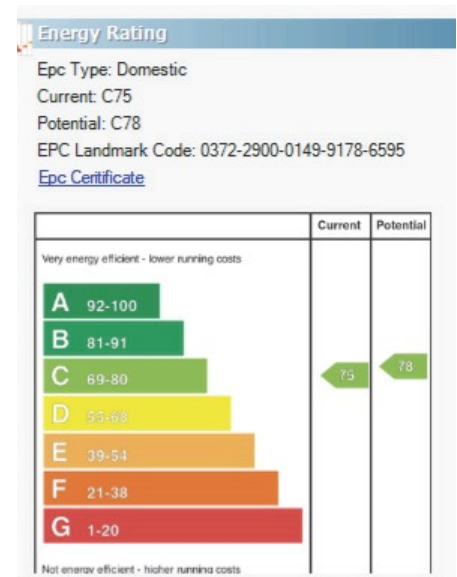 Energy Rating
Epc Type: Domestic
Current: C75
Potential: C78
EPC Landmark Code: 0372-2900-0149-9178-6595
Epc Ceritificate
Current Potential
Very energy efficient - lower running costs
A 92-100
B 81-91
C 69-80
75 78
D 55-68
E 39-54
F 21-38
G 1-20
Not energy efficient - higher running costs